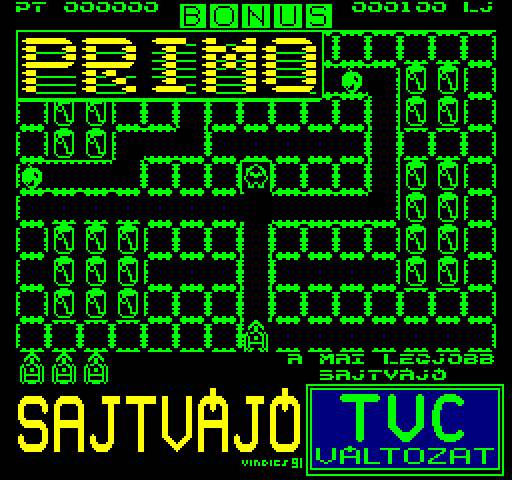 PT 000000 BONUS 000100 LJ
PRIMO
A MAI LEGJOBB
SAJTVÁJÓ
SAJTVÁJÓ
VINDICS 91
TVC
VÁLTOZAT